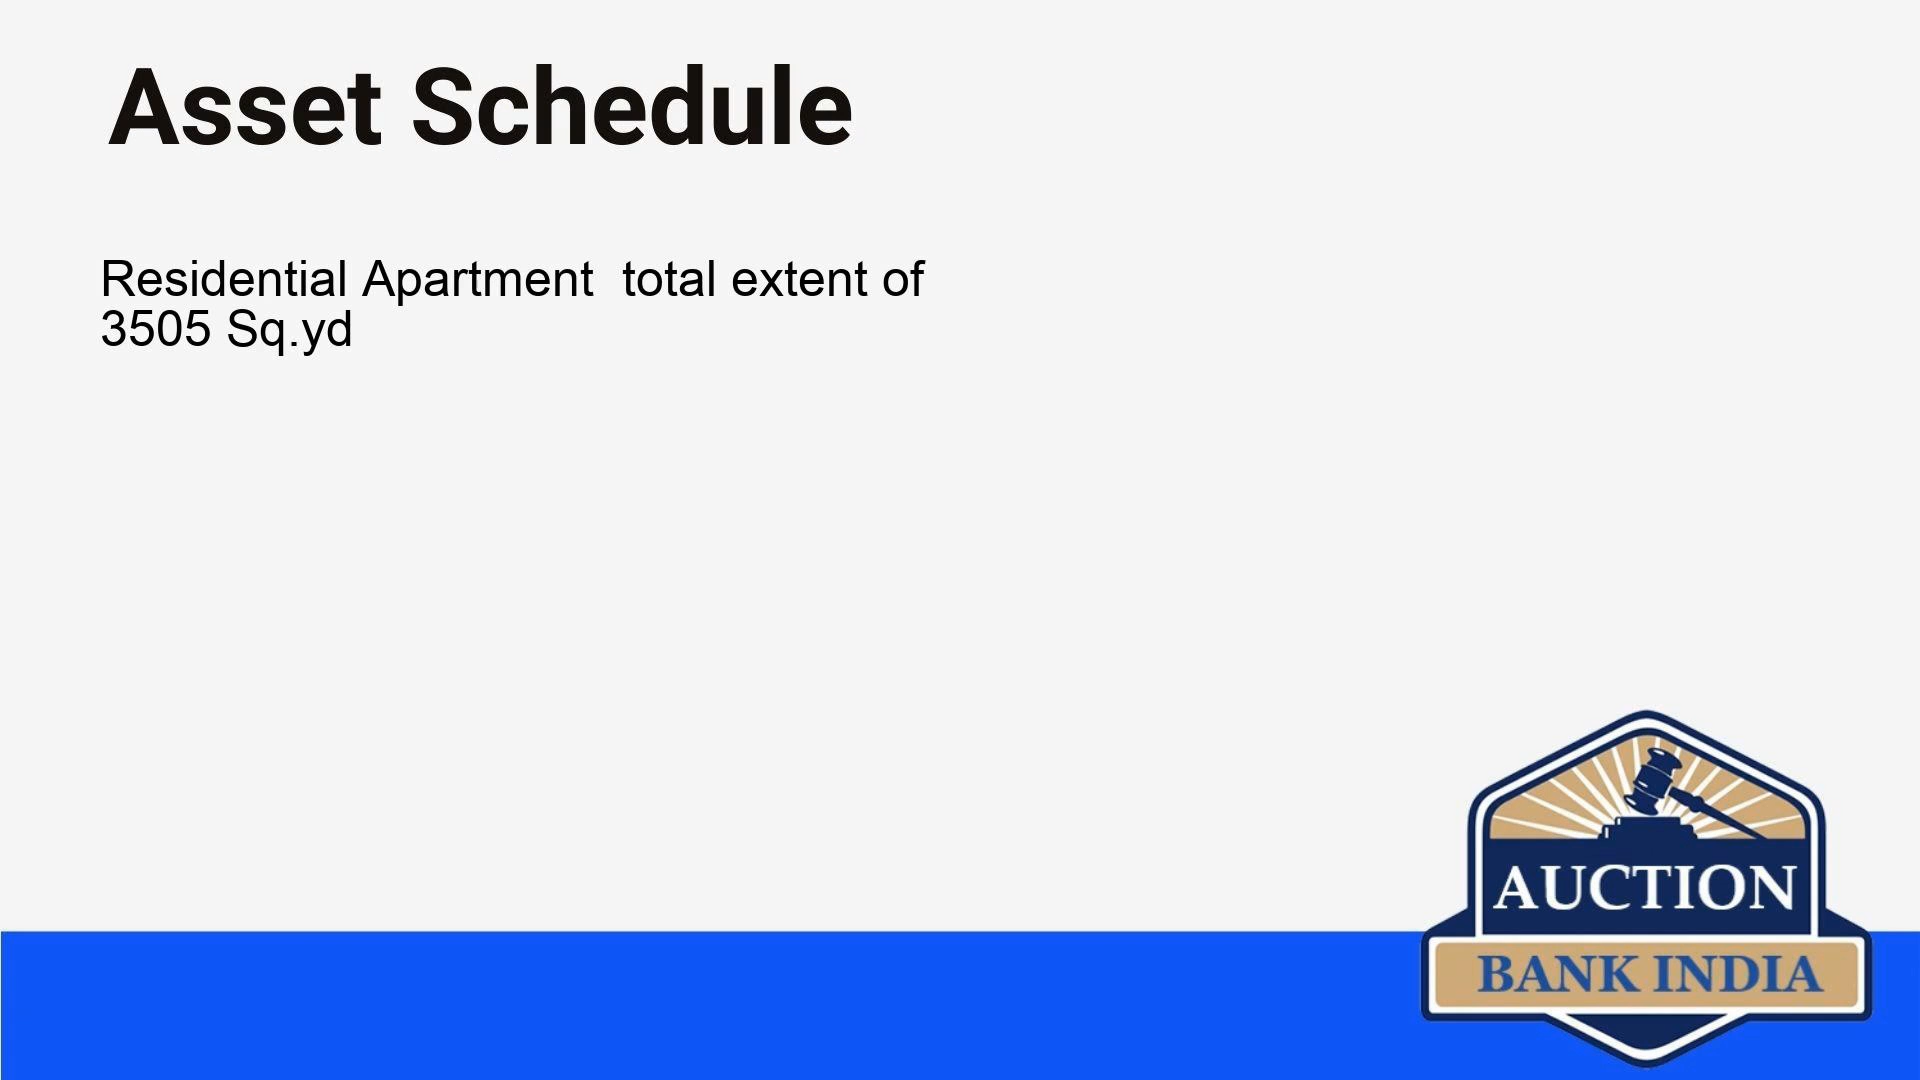 Asset Schedule
Residential Apartment  total extent of
3505 Sq.yd
AUCTION
BANK INDIA